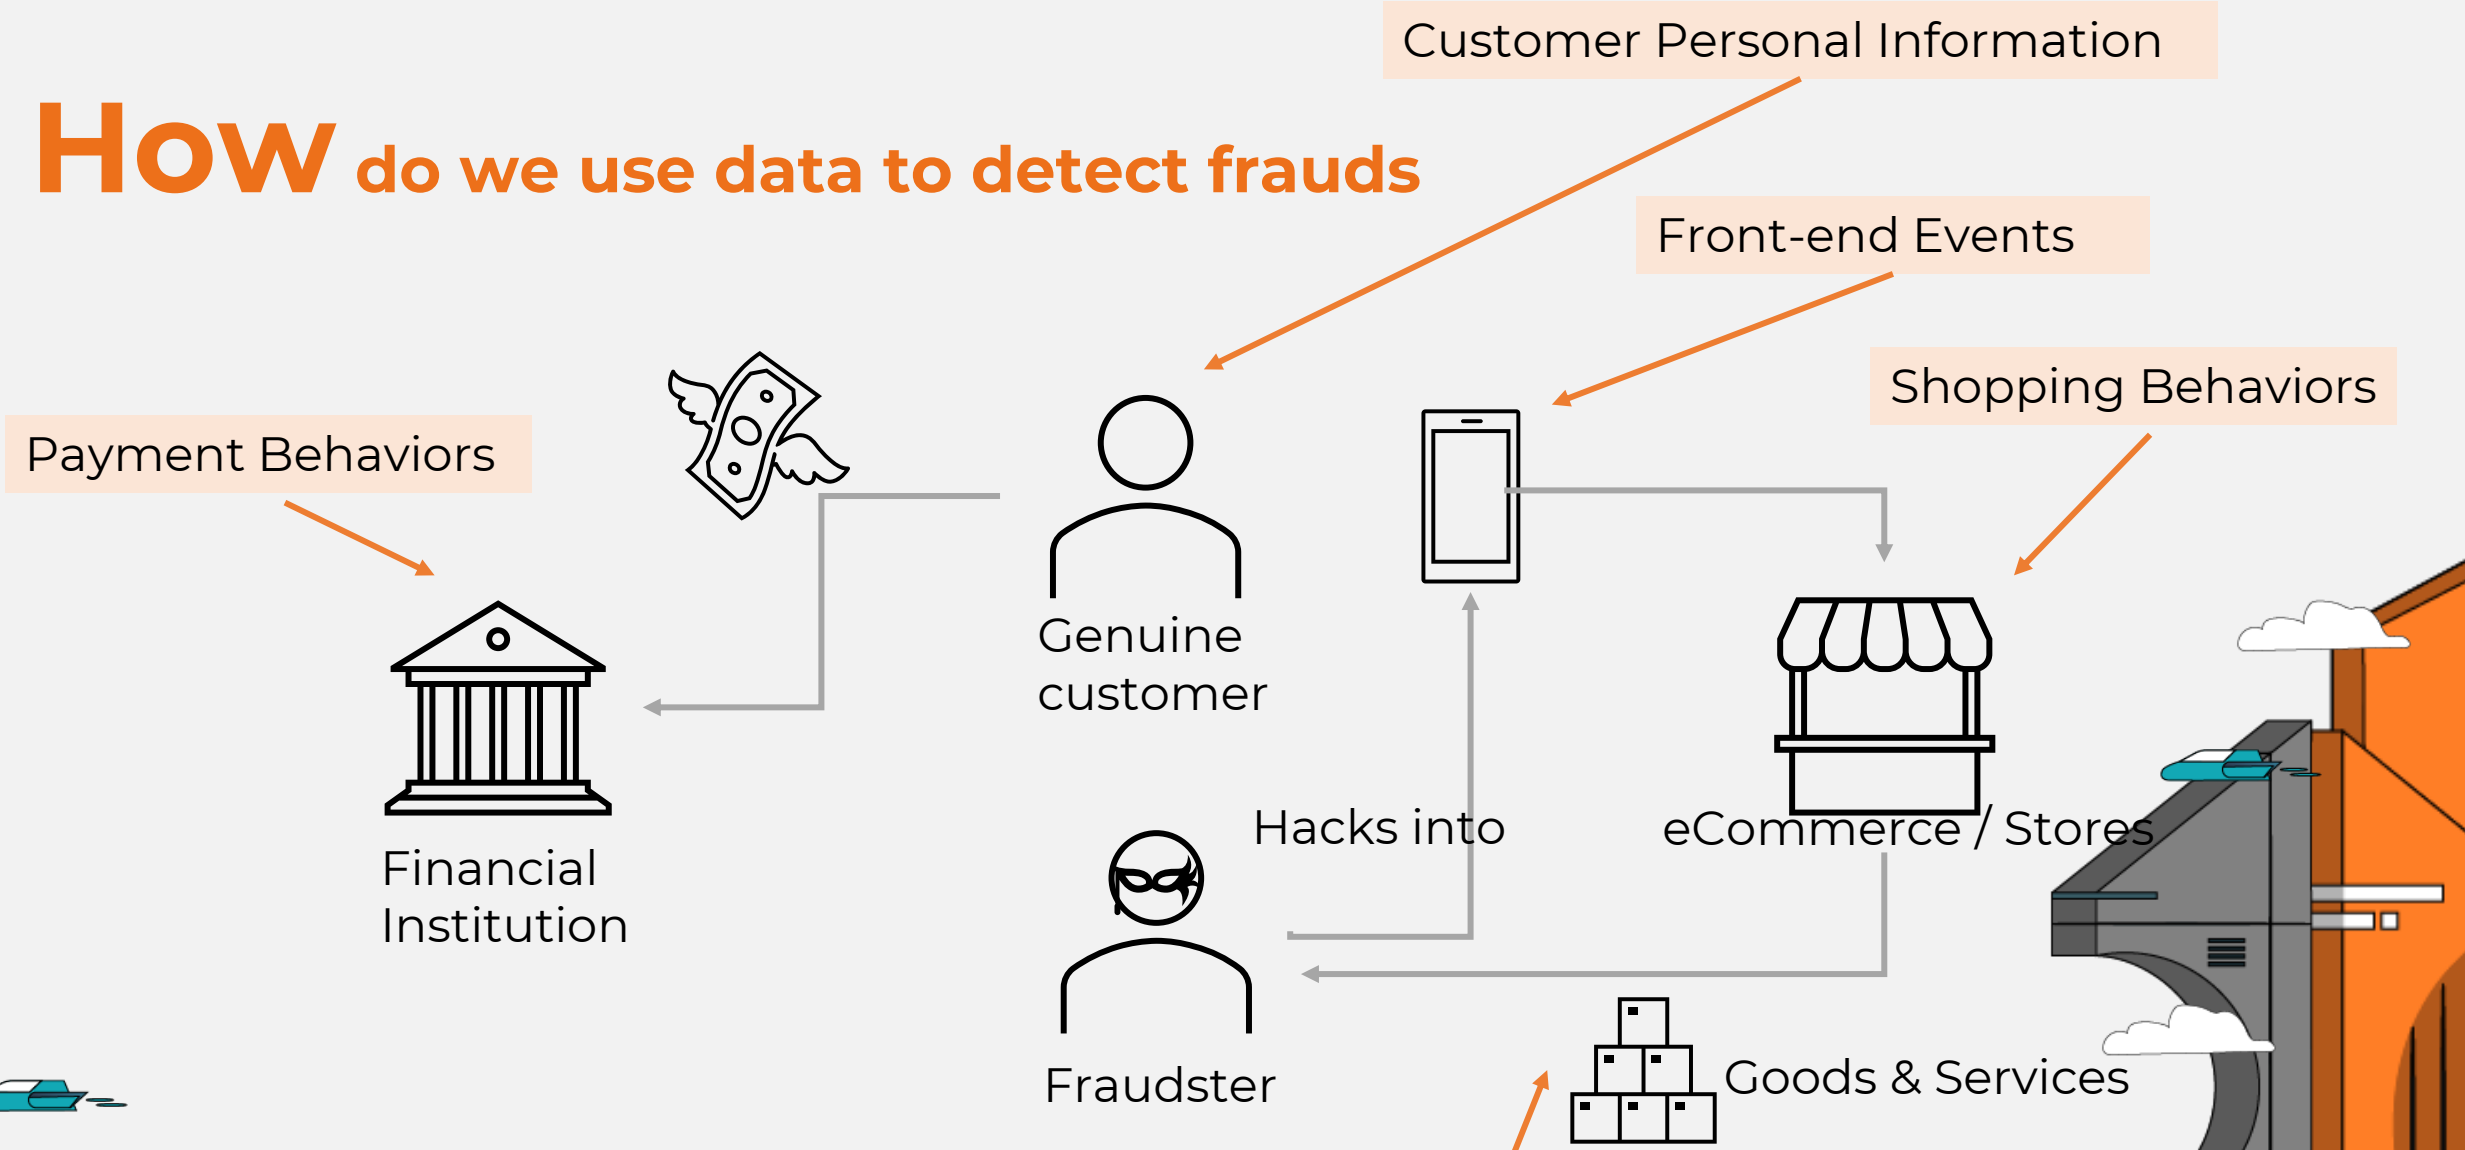 Customer Personal Information
How do we use data to detect frauds
Front-end Events
Shopping Behaviors
Payment Behaviors
Genuine
customer
Hacks into
eCommerce / Stores
Financial
Institution
Fraudster
Goods & Services